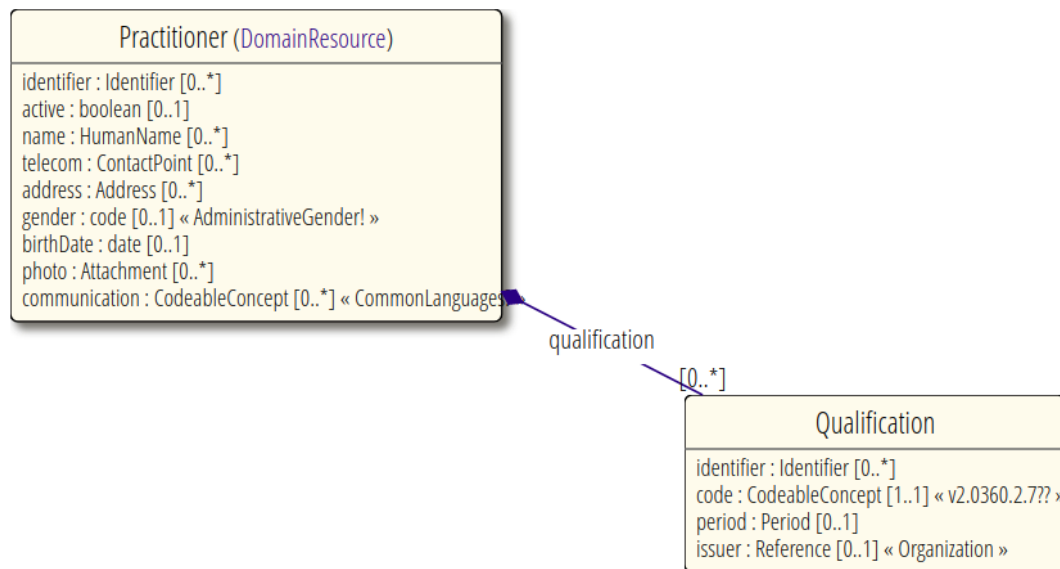 Practitioner (DomainResource)
identifier : Identifier [0..*]
active : boolean [0..1]
name : HumanName [0..*]
telecom : ContactPoint [0..*]
address : Address [0..*]
gender : code [0..1] « AdministrativeGender! »
birthDate : date [0..1]
photo : Attachment [0..*]
communication : CodeableConcept [0..*] « CommonLanguages »
qualification
[0..*]
Qualification
identifier : Identifier [0..*]
code : CodeableConcept [1..1] « v2.0360.2.7?? »
period : Period [0..1]
issuer : Reference [0..1] « Organization »